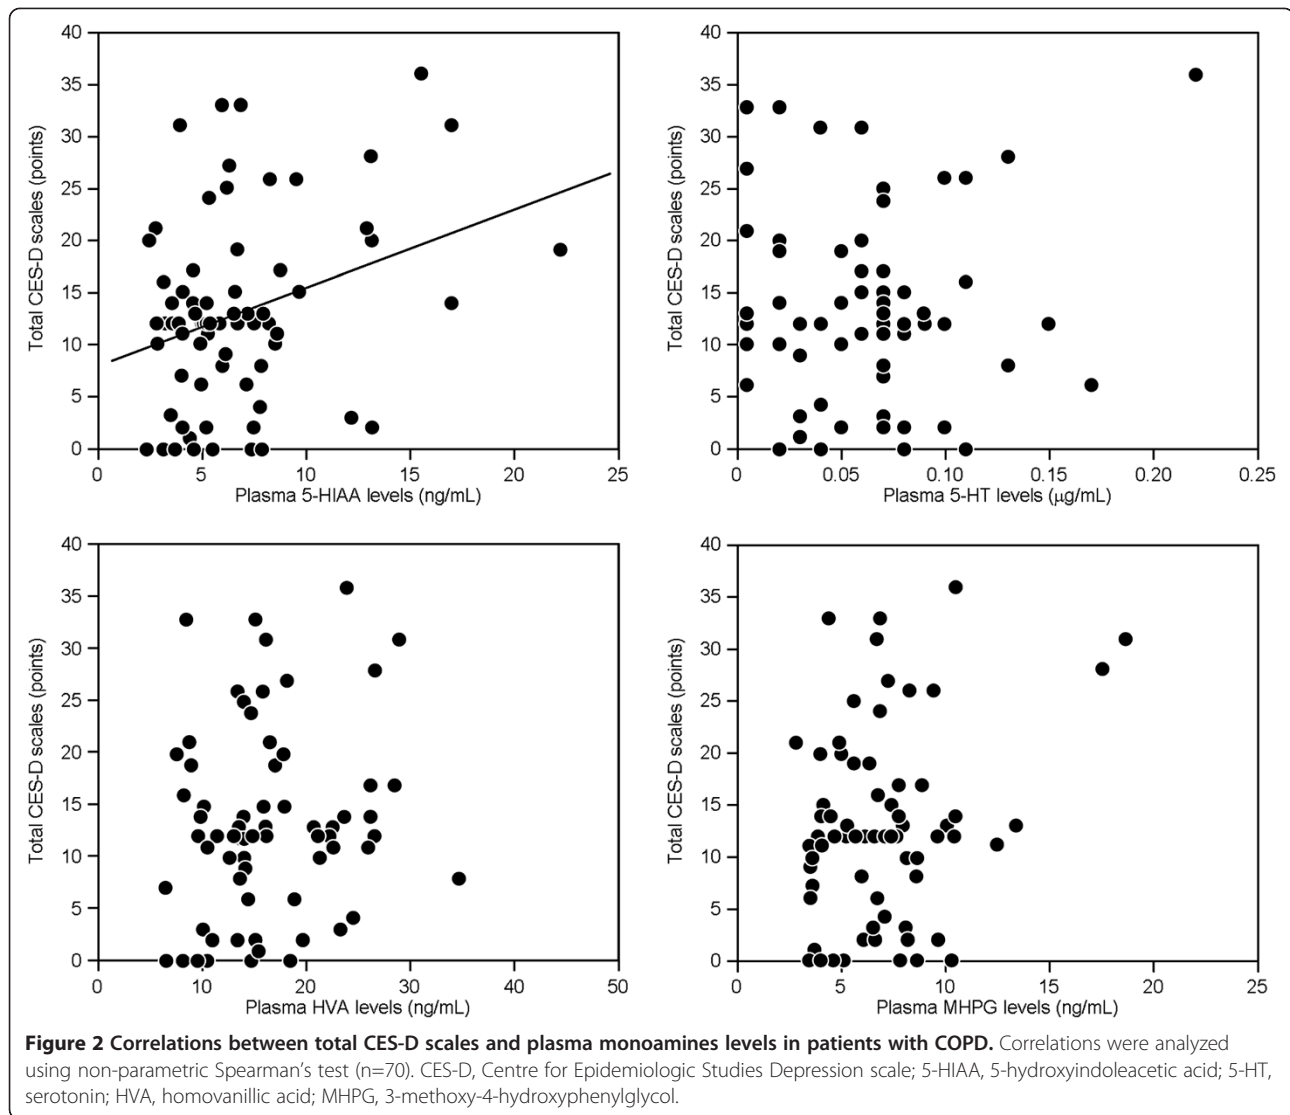 40
35
30
25
20
15
10
5
0
Total CES-D scales (points)
0 5 10 15 20 25
Plasma 5-HIAA levels (ng/mL)
40
35
30
25
20
15
10
5
0
Total CES-D scales (points)
0 0.05 0.10 0.15 0.20 0.25
Plasma 5-HT levels (μg/mL)
40
35
30
25
20
15
10
5
0
Total CES-D scales (points)
0 10 20 30 40 50
Plasma HVA levels (ng/mL)
40
35
30
25
20
15
10
5
0
Total CES-D scales (points)
0 5 10 15 20 25
Plasma MHPG levels (ng/mL)
Figure 2 Correlations between total CES-D scales and plasma monoamines levels in patients with COPD. Correlations were analyzed
using non-parametric Spearman's test (n=70). CES-D, Centre for Epidemiologic Studies Depression scale; 5-HIAA, 5-hydroxyindoleacetic acid; 5-HT,
serotonin; HVA, homovanillic acid; MHPG, 3-methoxy-4-hydroxyphenylglycol.